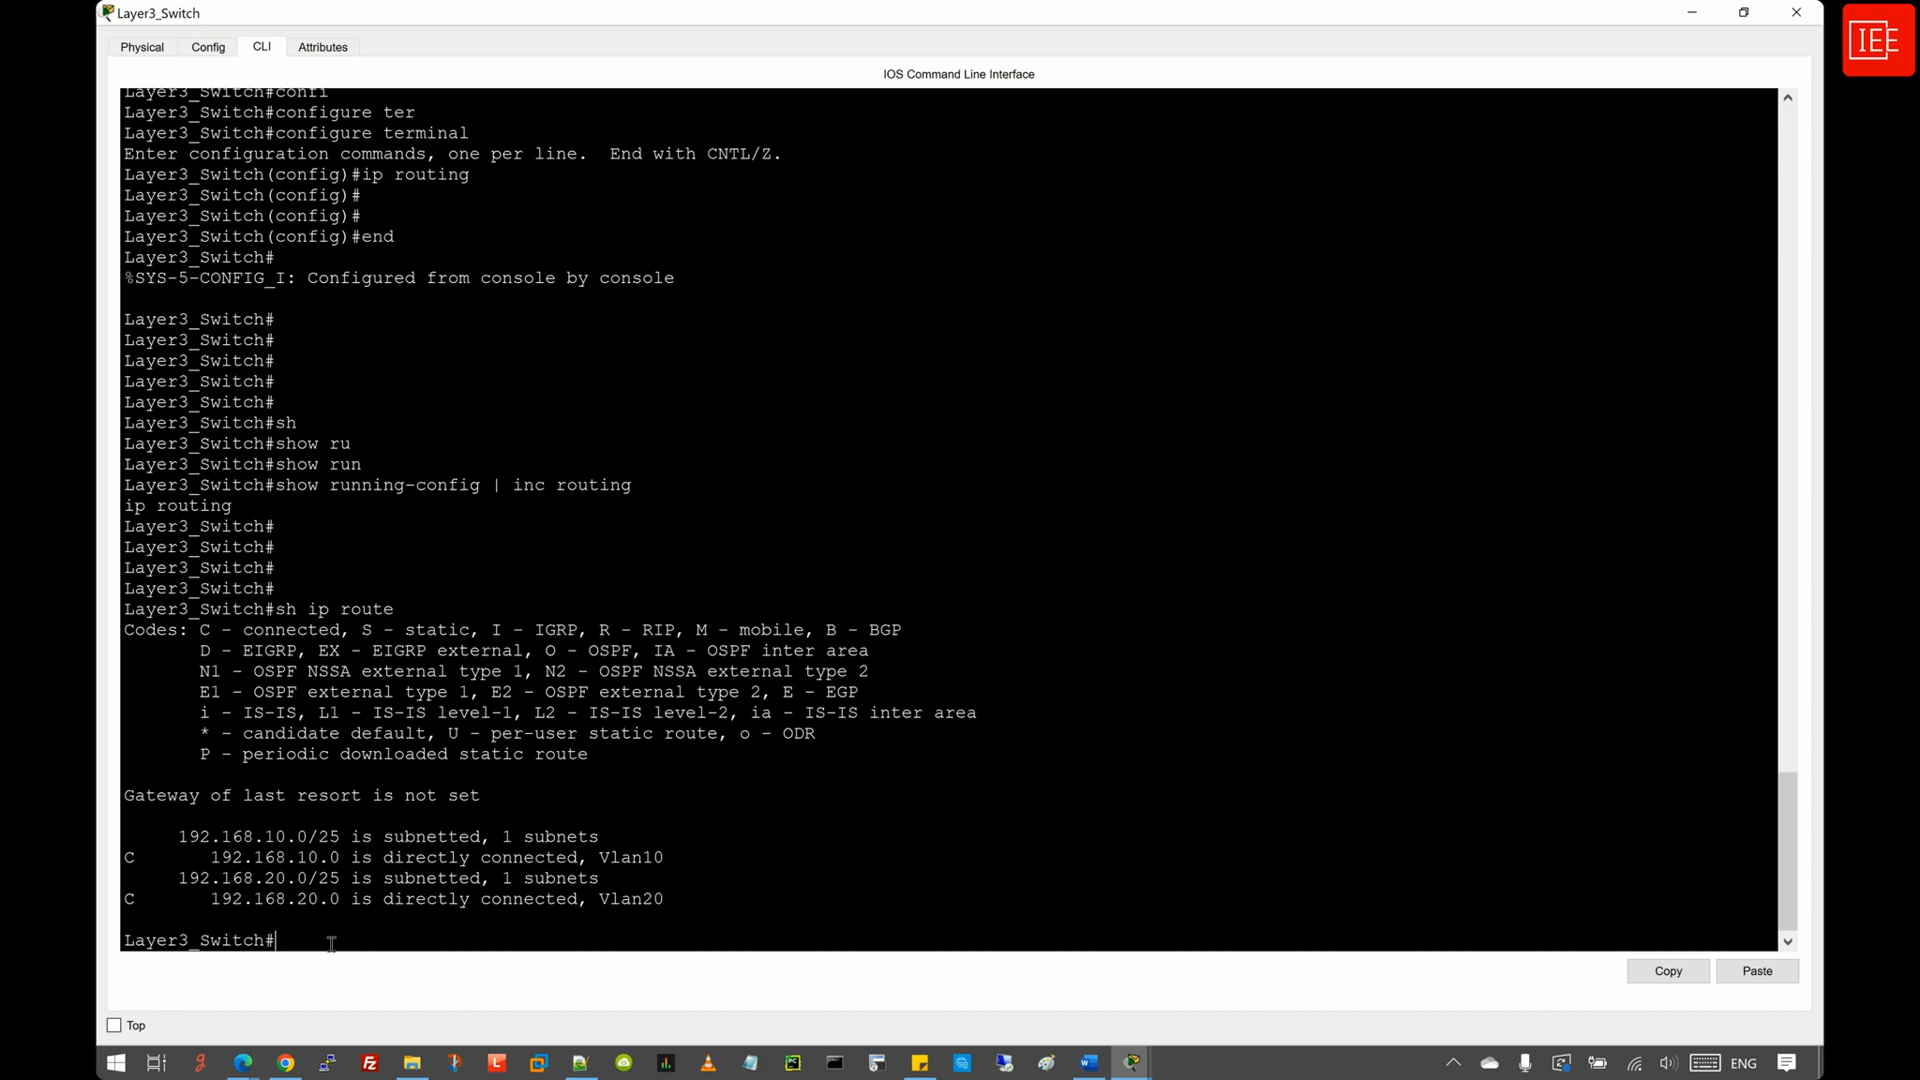 Layer3_Switch
IEE
Physical Config CLI Attributes
IOS Command Line Interface
Layer3_Switch#confi
Layer3_Switch#configure ter
Layer3_Switch#configure terminal
Enter configuration commands, one per line. End with CNTL/Z.
Layer3_Switch(config)#ip routing
Layer3_Switch(config)#
Layer3_Switch(config)#
Layer3_Switch(config)#end
Layer3_Switch#
%SYS-5-CONFIG_I: Configured from console by console
Layer3_Switch#
Layer3_Switch#
Layer3_Switch#
Layer3_Switch#
Layer3_Switch#
Layer3_Switch#sh
Layer3_Switch#show ru
Layer3_Switch#show run
Layer3_Switch#show running-config | inc routing
ip routing
Layer3_Switch#
Layer3_Switch#
Layer3_Switch#
Layer3_Switch#
Layer3_Switch#sh ip route
Codes: C - connected, S - static, I - IGRP, R - RIP, M - mobile, B - BGP
D - EIGRP, EX - EIGRP external, O - OSPF, IA - OSPF inter area
N1 - OSPF NSSA external type 1, N2 - OSPF NSSA external type 2
E1 - OSPF external type 1, E2 - OSPF external type 2, E - EGP
i - IS-IS, L1 - IS-IS level-1, L2 - IS-IS level-2, ia - IS-IS inter area
* - candidate default, U - per-user static route, o - ODR
P - periodic downloaded static route
Gateway of last resort is not set
192.168.10.0/25 is subnetted, 1 subnets
C 192.168.10.0 is directly connected, Vlan10
192.168.20.0/25 is subnetted, 1 subnets
C 192.168.20.0 is directly connected, Vlan20
Layer3_Switch#
Copy Paste
Top
ENG